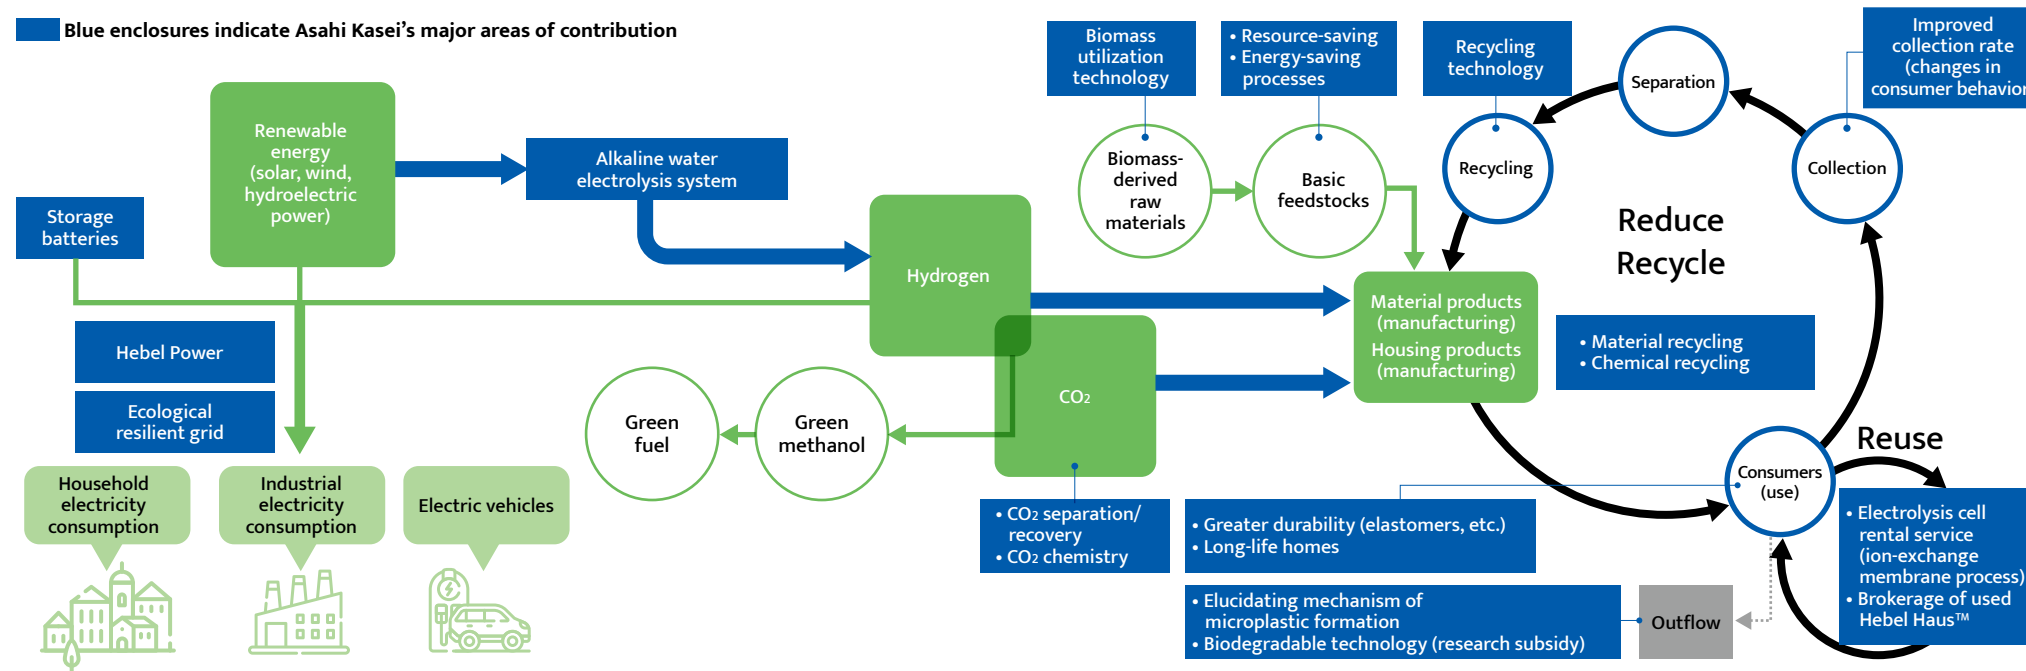 Blue enclosures indicate Asahi Kasei's major areas of contribution
Renewable
energy
(solar, wind,
hydroelectric
power)
Alkaline water
electrolysis system
Storage
batteries
Hebel Power
Ecological
resilient grid
Household
electricity
consumption
Industrial
electricity
consumption
Electric vehicles
Hydrogen
CO2
Green
methanol
Green
fuel
• CO2 separation/
recovery
• CO2 chemistry
Biomass
utilization
technology
• Resource-saving
• Energy-saving
processes
Biomass-
derived
raw
materials
Basic
feedstocks
Recycling
technology
Recycling
Separation
Collection
Improved
collection rate
(changes in
consumer behavior
Reduce
Recycle
Material products
(manufacturing)
Housing products
(manufacturing)
• Material recycling
• Chemical recycling
Consumers
(use)
Reuse
• Electrolysis cell
rental service
(ion-exchange
membrane process)
• Brokerage of used
Hebel Haus™
• Greater durability (elastomers, etc.)
• Long-life homes
• Elucidating mechanism of
microplastic formation
• Biodegradable technology (research subsidy)
Outflow